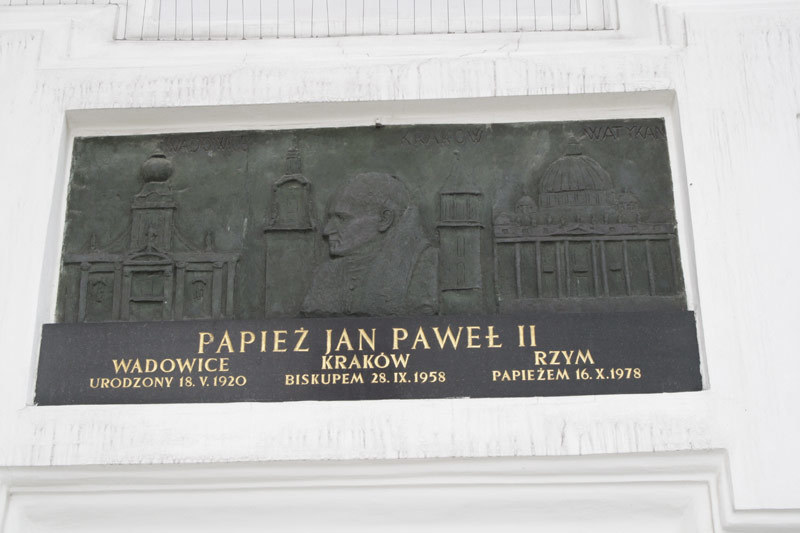 WADOWICE KRAKÓW WATYKAN
PAPIEŻ JAN PAWEŁ II
WADOWICE KRAKÓW RZYM
URODZONY 18. V. 1920 BISKUPEM 28. IX. 1958 PAPIEŻEM 16. X. 1978